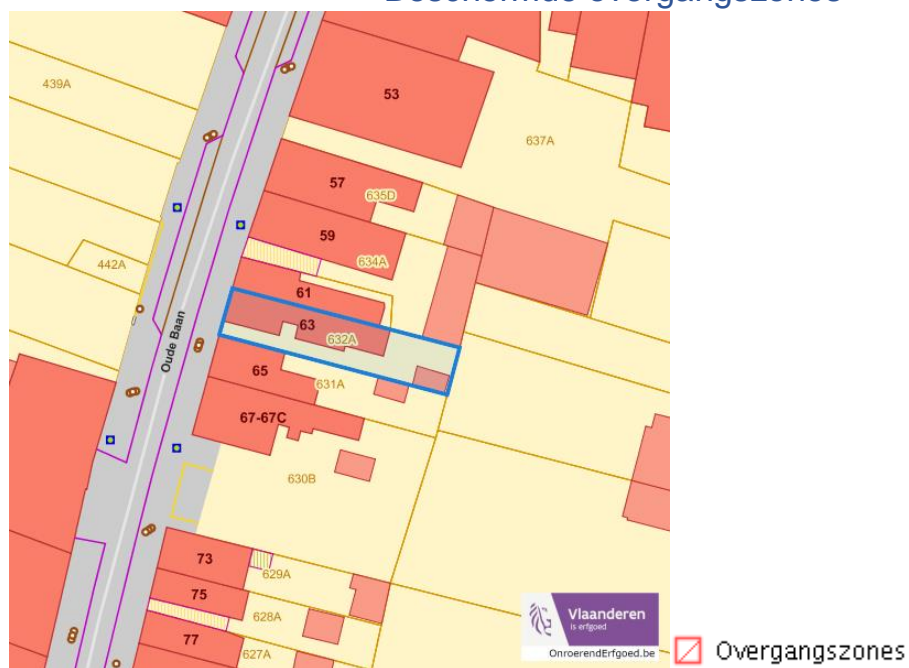 Beschermde overgangszones
439A
53
637A
57
635D
59
634A
442A
61
63
632A
Oude Baan
65
631A
67-67C
630B
73
629A
75
628A
77
627A
Vlaanderen
is erfgoed
OnroerendErfgoed.be
Overgangszones